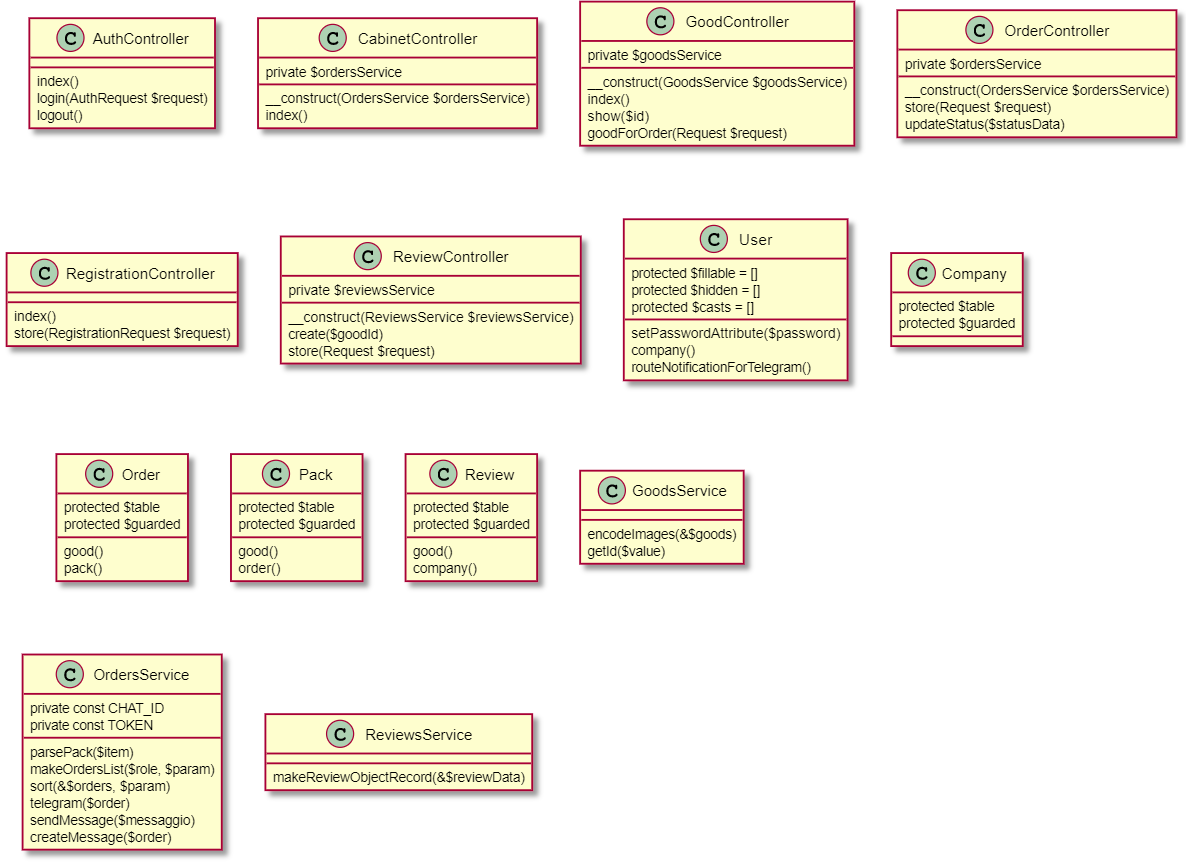 C AuthController
index()
login(AuthRequest $request)
logout()
C CabinetController
private $ordersService
__construct(OrdersService $ordersService)
index()
C GoodController
private $goodsService
__construct(GoodsService $goodsService)
index()
show($id)
goodForOrder(Request $request)
C OrderController
private $ordersService
__construct(OrdersService $ordersService)
store(Request $request)
updateStatus($statusData)
C RegistrationController
index()
store(RegistrationRequest $request)
C ReviewController
private $reviewsService
__construct(ReviewsService $reviewsService)
create($goodId)
store(Request $request)
C User
protected $fillable = []
protected $hidden = []
protected $casts = []
setPasswordAttribute($password)
company()
routeNotificationForTelegram()
C Company
protected $table
protected $guarded
C Order
protected $table
protected $guarded
good()
pack()
C Pack
protected $table
protected $guarded
good()
order()
C Review
protected $table
protected $guarded
good()
company()
C GoodsService
encodeImages(&$goods)
getId($value)
C OrdersService
private const CHAT_ID
private const TOKEN
parsePack($item)
makeOrdersList($role, $param)
sort(&$orders, $param)
telegram($order)
sendMessage($messaggio)
createMessage($order)
C ReviewsService
makeReviewObjectRecord(&$reviewData)